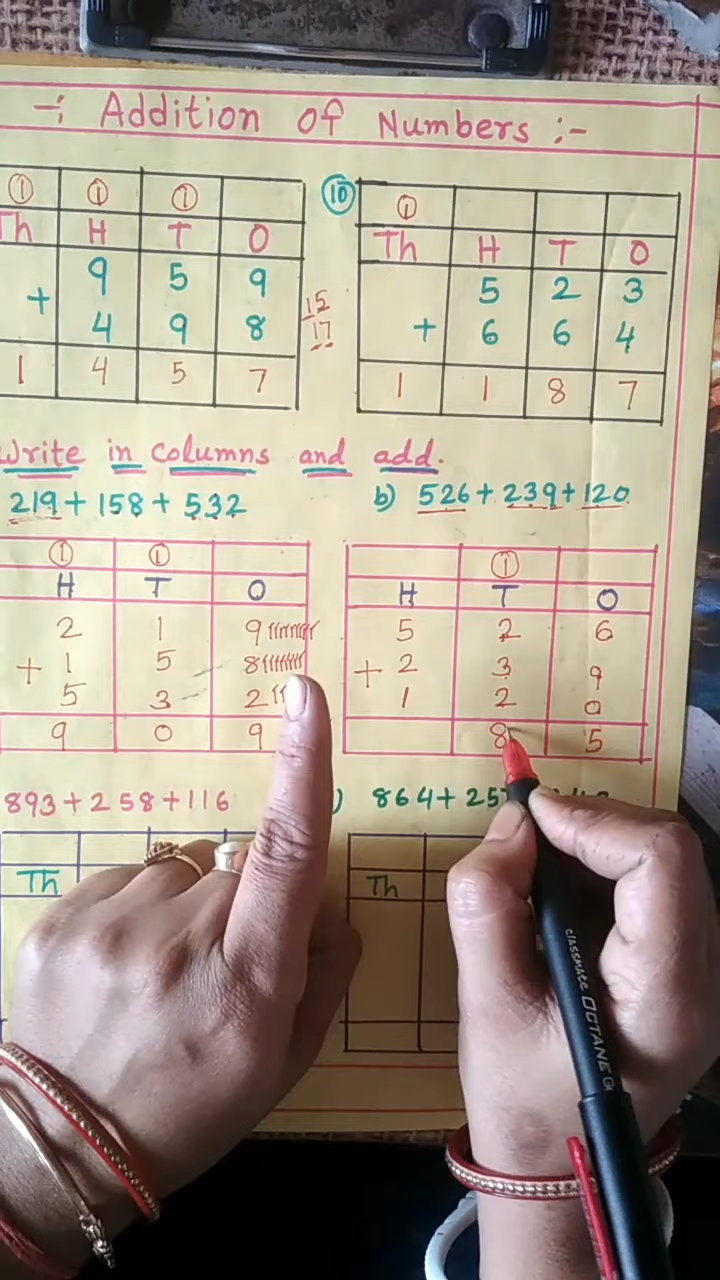 -: Addition of Numbers :-
① ① ①
Th H T O
9 5 9
+ 4 9 8
1 4 5 7
15
17
⑩ ①
Th H T O
5 2 3
+ 6 6 4
1 1 8 7
Write in columns and add.
219 + 158 + 532
① ①
H T O
2 1 9
+ 1 5 8
5 3 2
9 0 9
b) 526 + 239 + 120
①
H T O
5 2 6
+ 2 3 9
1 2 0
8 5
893 + 258 + 116
) 864 + 25
Th
Th
classmate OCTANE